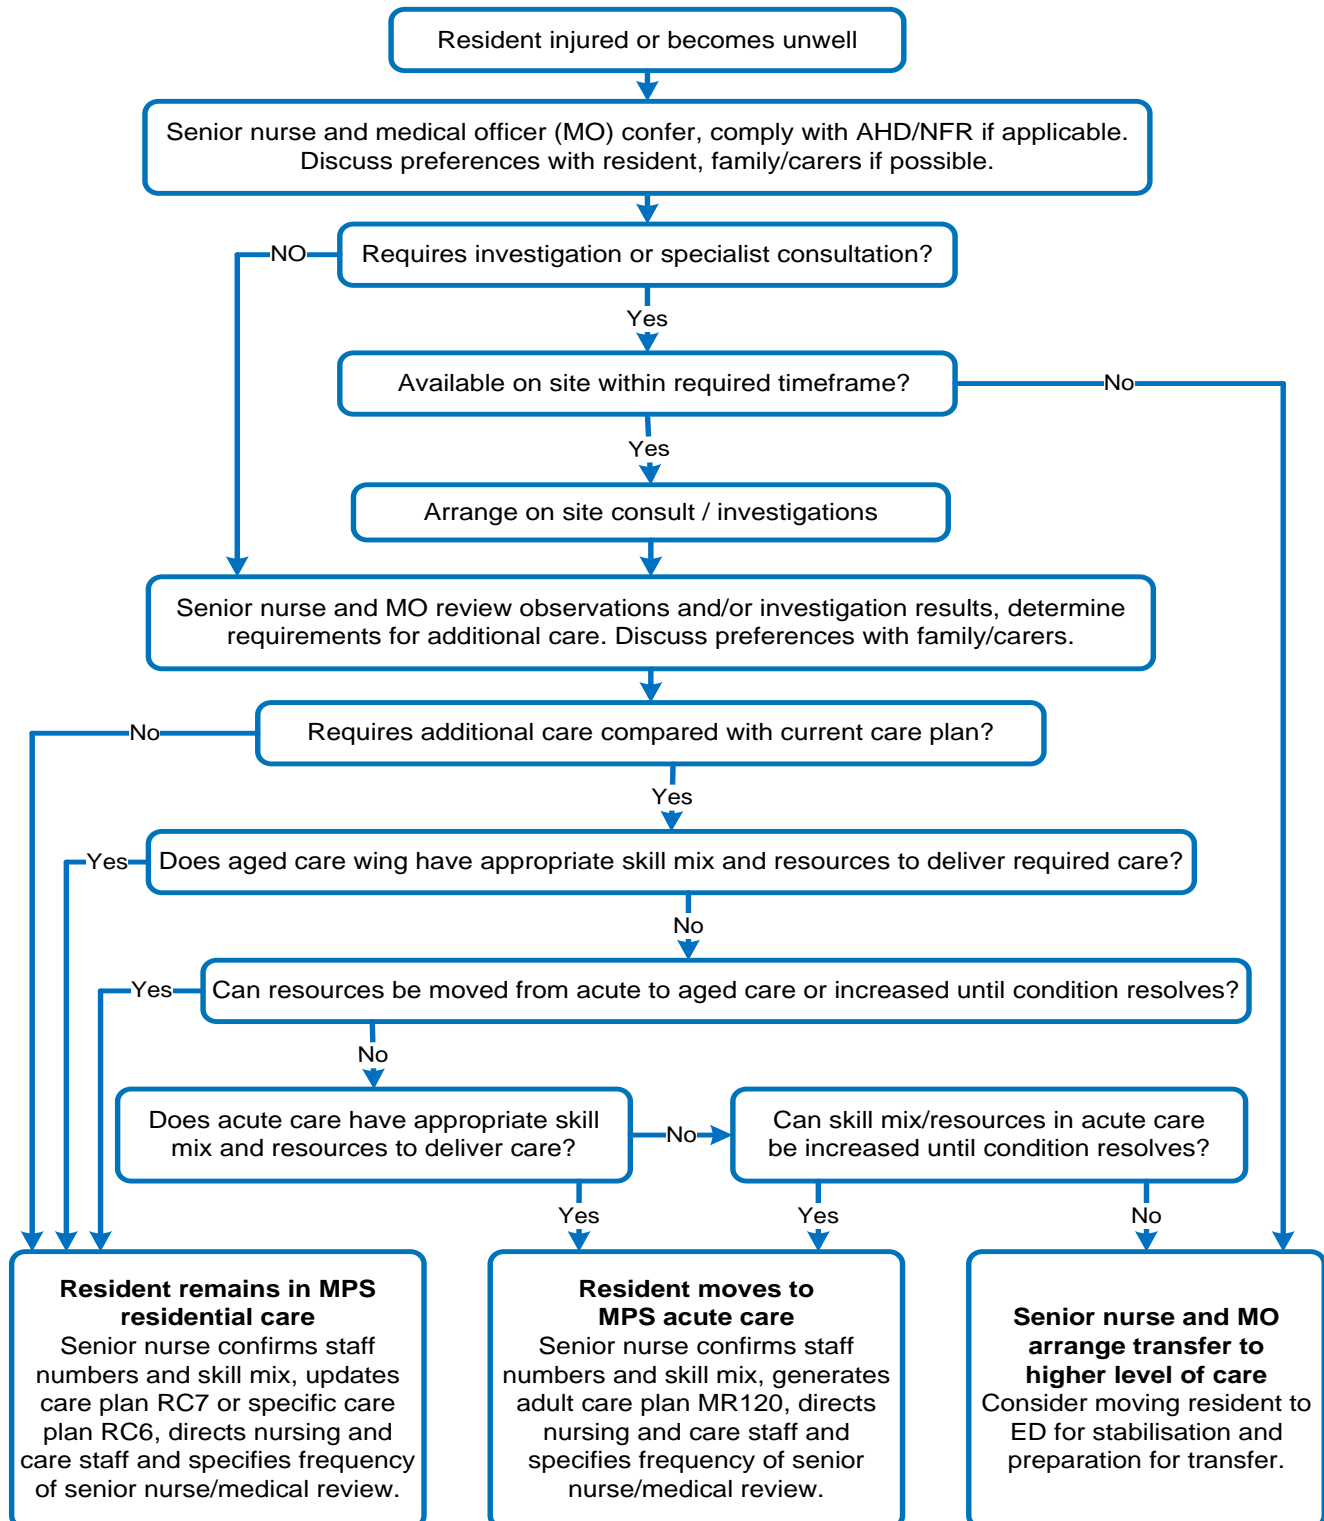 Resident injured or becomes unwell
Senior nurse and medical officer (MO) confer, comply with AHD/NFR if applicable.
Discuss preferences with resident, family/carers if possible.
NO
Requires investigation or specialist consultation?
Yes
Available on site within required timeframe?
No
Yes
Arrange on site consult / investigations
Senior nurse and MO review observations and/or investigation results, determine
requirements for additional care. Discuss preferences with family/carers.
No
Requires additional care compared with current care plan?
Yes
Yes
Does aged care wing have appropriate skill mix and resources to deliver required care?
No
Yes
Can resources be moved from acute to aged care or increased until condition resolves?
No
Does acute care have appropriate skill
mix and resources to deliver care?
No
Can skill mix/resources in acute care
be increased until condition resolves?
Yes
Yes
No
Resident remains in MPS
residential care
Senior nurse confirms staff
numbers and skill mix, updates
care plan RC7 or specific care
plan RC6, directs nursing and
care staff and specifies frequency
of senior nurse/medical review.
Resident moves to
MPS acute care
Senior nurse confirms staff
numbers and skill mix, generates
adult care plan MR120, directs
nursing and care staff and
specifies frequency of senior
nurse/medical review.
Senior nurse and MO
arrange transfer to
higher level of care
Consider moving resident to
ED for stabilisation and
preparation for transfer.